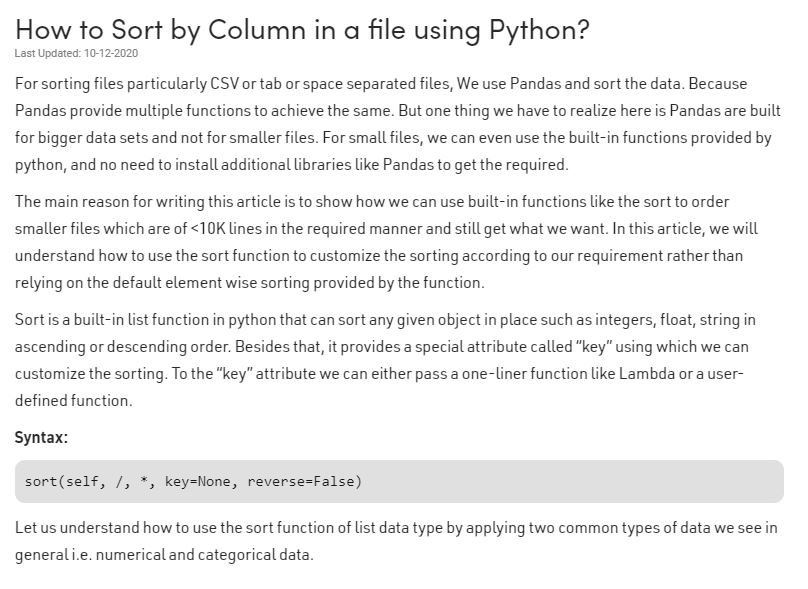 How to Sort by Column in a file using Python?
Last Updated: 10-12-2020
For sorting files particularly CSV or tab or space separated files, We use Pandas and sort the data. Because
Pandas provide multiple functions to achieve the same. But one thing we have to realize here is Pandas are built
for bigger data sets and not for smaller files. For small files, we can even use the built-in functions provided by
python, and no need to install additional libraries like Pandas to get the required.
The main reason for writing this article is to show how we can use built-in functions like the sort to order
smaller files which are of <10K lines in the required manner and still get what we want. In this article, we will
understand how to use the sort function to customize the sorting according to our requirement rather than
relying on the default element wise sorting provided by the function.
Sort is a built-in list function in python that can sort any given object in place such as integers, float, string in
ascending or descending order. Besides that, it provides a special attribute called “key” using which we can
customize the sorting. To the “key” attribute we can either pass a one-liner function like Lambda or a user-
defined function.
Syntax:
sort(self, /, *, key=None, reverse=False)
Let us understand how to use the sort function of list data type by applying two common types of data we see in
general i.e. numerical and categorical data.